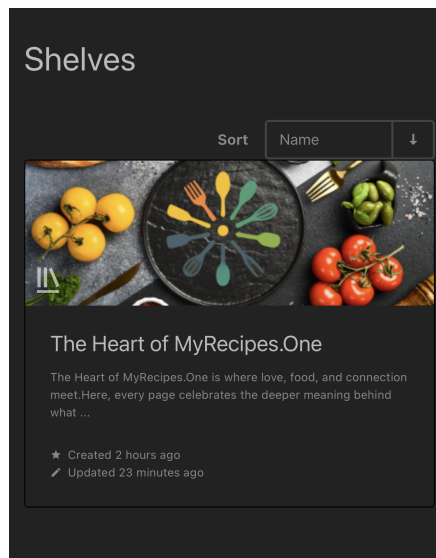 Shelves
Sort Name
The Heart of MyRecipes.One
The Heart of MyRecipes.One is where love, food, and connection
meet.Here, every page celebrates the deeper meaning behind
what ...
Created 2 hours ago
Updated 23 minutes ago